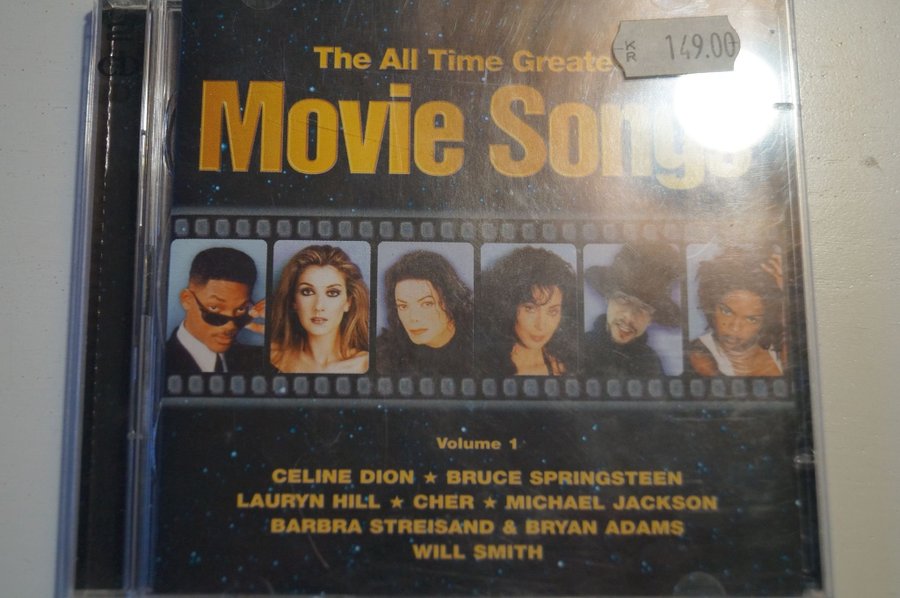 The All Time Greate
KR 149.00
Movie Songs
Volume 1
CELINE DION ★ BRUCE SPRINGSTEEN
LAURYN HILL ★ CHER ★ MICHAEL JACKSON
BARBRA STREISAND & BRYAN ADAMS
WILL SMITH